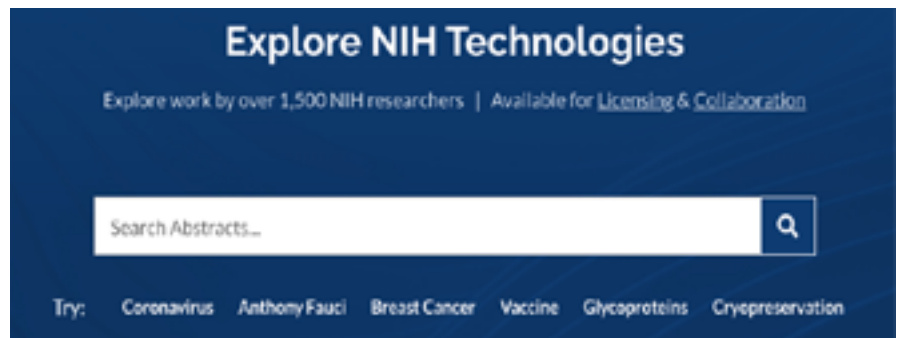 Explore NIH Technologies
Explore work by over 1,500 NIH researchers | Available for Licensing & Collaboration
Search Abstracts...
Try: Coronavirus Anthony Fauci Breast Cancer Vaccine Glycoproteins Cryopreservation